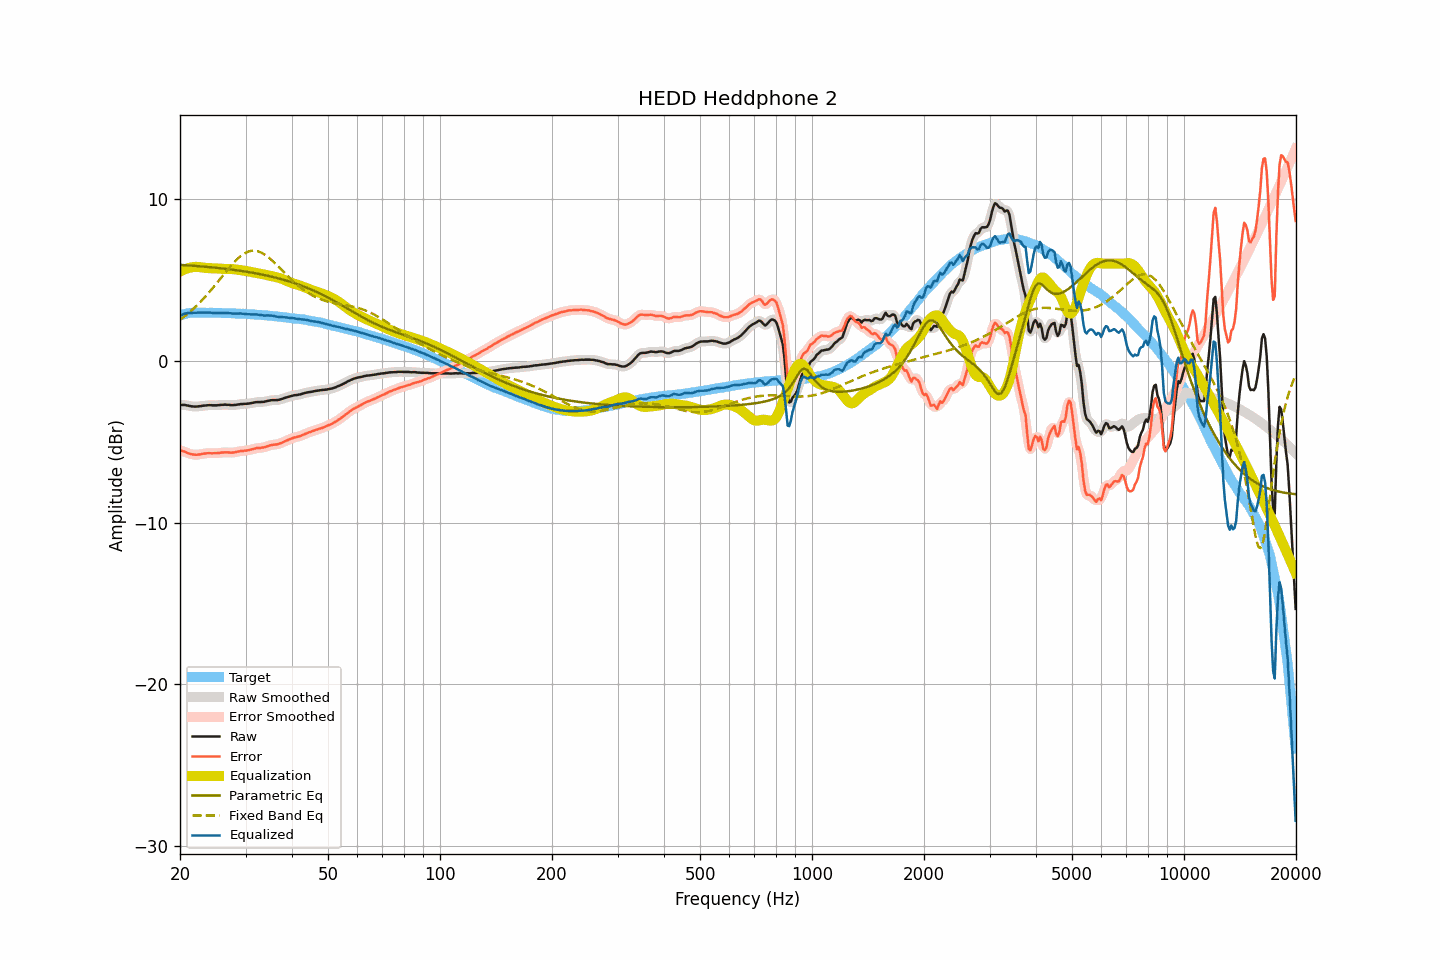 HEDD Heddphone 2
10
0
−10
−20
−30
Amplitude (dBr)
Target
Raw Smoothed
Error Smoothed
Raw
Error
Equalization
Parametric Eq
Fixed Band Eq
Equalized
20 50 100 200 500 1000 2000 5000 10000 20000
Frequency (Hz)